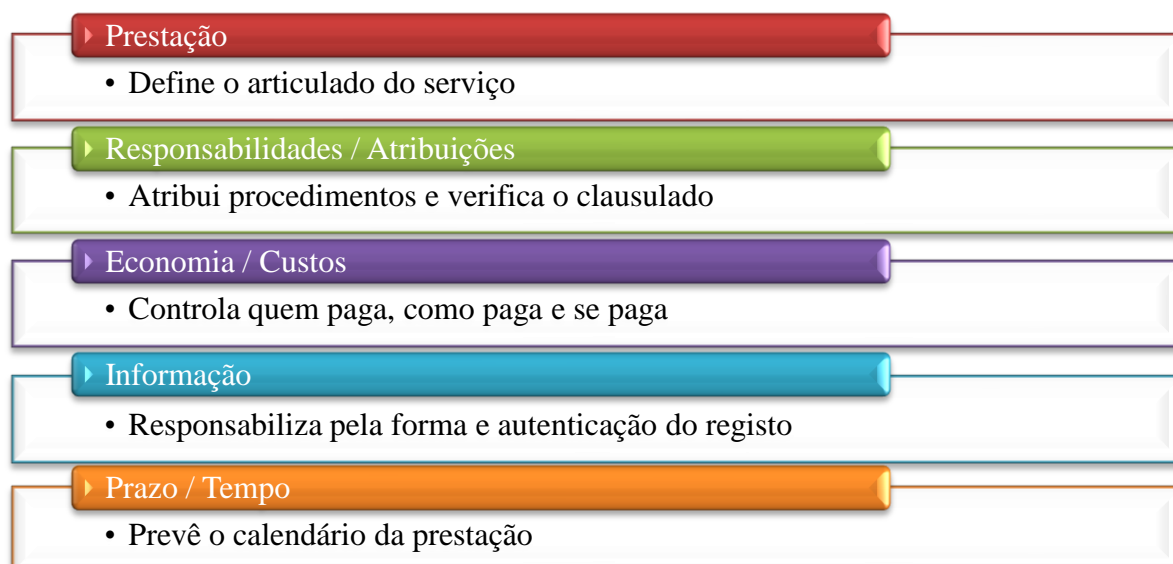 Prestação
• Define o articulado do serviço
Responsabilidades / Atribuições
• Atribui procedimentos e verifica o clausulado
Economia / Custos
• Controla quem paga, como paga e se paga
Informação
• Responsabiliza pela forma e autenticação do registo
Prazo / Tempo
• Prevê o calendário da prestação